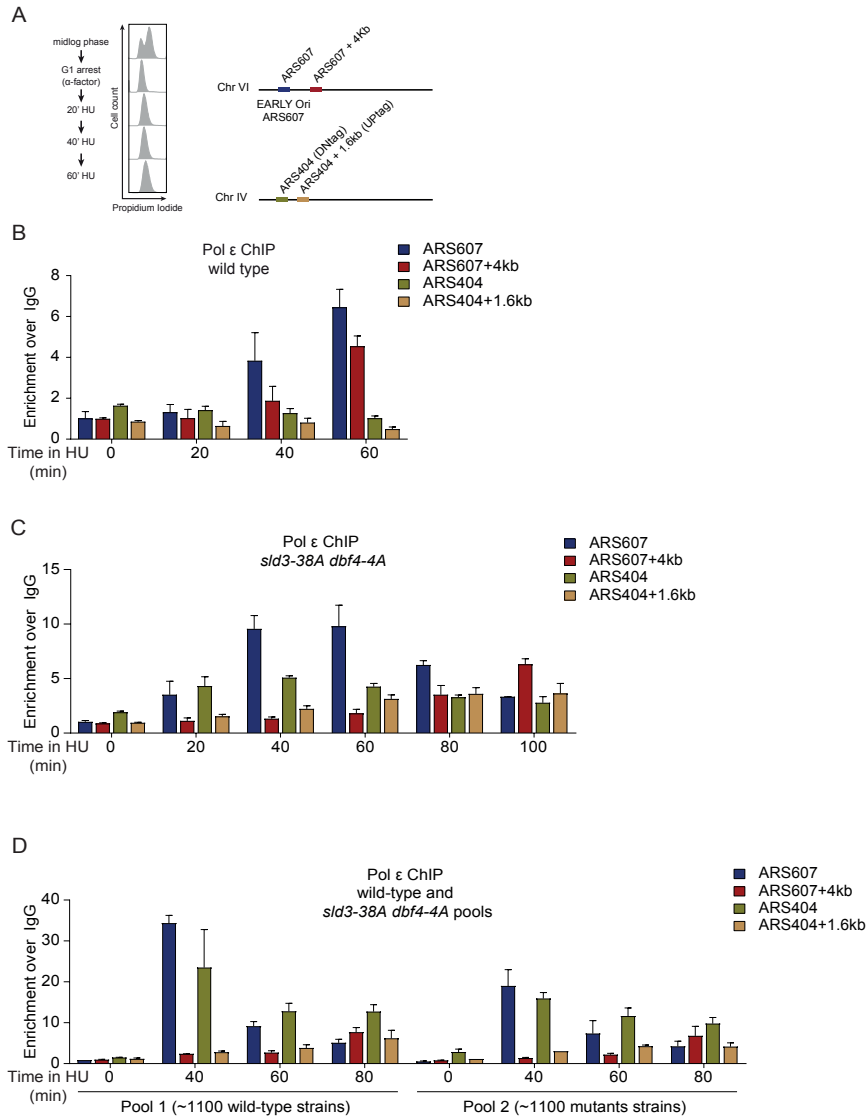 A
midlog phase
G1 arrest
(α-factor)
20' HU
40' HU
60' HU
Cell count
Propidium Iodide
ARS607
ARS607 + 4Kb
Chr VI
EARLY Ori
ARS607
ARS404 (DNtag)
ARS404 + 1.6kb (UPtag)
Chr IV
B
Pol ε ChIP
wild type
ARS607
ARS607+4kb
ARS404
ARS404+1.6kb
Enrichment over IgG
8
6
4
2
0
Time in HU
(min)
0 20 40 60
C
Pol ε ChIP
sld3-38A dbf4-4A
ARS607
ARS607+4kb
ARS404
ARS404+1.6kb
Enrichment over IgG
15
10
5
0
Time in HU
(min)
0 20 40 60 80 100
D
Pol ε ChIP
wild-type and
sld3-38A dbf4-4A pools
ARS607
ARS607+4kb
ARS404
ARS404+1.6kb
Enrichment over IgG
40
30
20
10
0
Time in HU
(min)
0 40 60 80 0 40 60 80
Pool 1 (~1100 wild-type strains) Pool 2 (~1100 mutants strains)